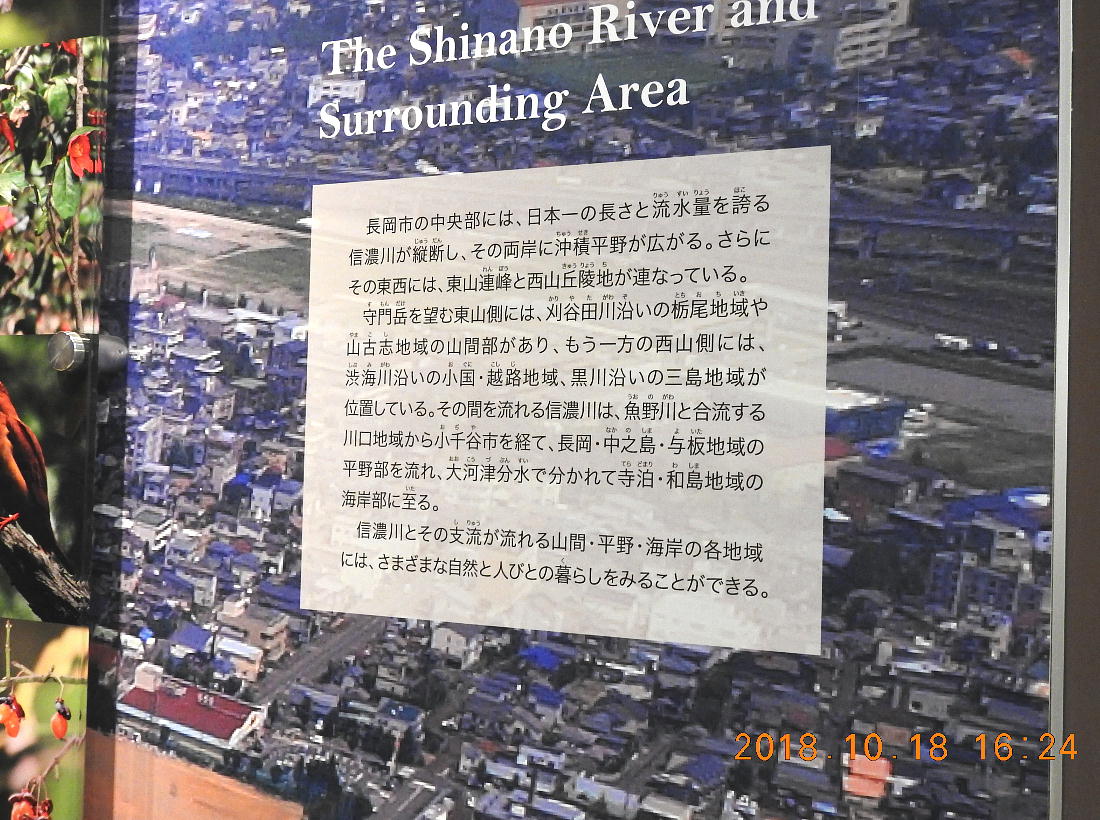 The Shinano River and
Surrounding Area
長岡市の中央部には、日本一の長さと流水量を誇る
信濃川が縦断し、その両岸に沖積平野が広がる。さらに
その東西には、東山連峰と西山丘陵地が連なっている。
守門岳を望む東山側には、刈谷田川沿いの栃尾地域や
山古志地域の山間部があり、もう一方の西山側には、
渋海川沿いの小国・越路地域、黒川沿いの三島地域が
位置している。その間を流れる信濃川は、魚野川と合流する
川口地域から小千谷市を経て、長岡・中之島・与板地域の
平野部を流れ、大河津分水で分かれて寺泊・和島地域の
海岸部に至る。
信濃川とその支流が流れる山間・平野・海岸の各地域
には、さまざまな自然と人びとの暮らしをみることができる。
2018.10.18 16:24